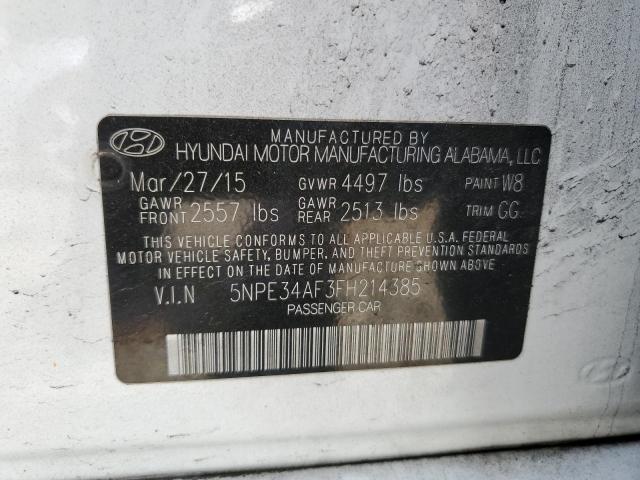 MANUFACTURED BY
HYUNDAI MOTOR MANUFACTURING ALABAMA, LLC
Mar/27/15 GVWR 4497 lbs PAINT W8
GAWR FRONT 2557 lbs GAWR REAR 2513 lbs TRIM GG
THIS VEHICLE CONFORMS TO ALL APPLICABLE U.S.A. FEDERAL
MOTOR VEHICLE SAFETY, BUMPER, AND THEFT PREVENTION STANDARDS
IN EFFECT ON THE DATE OF MANUFACTURE SHOWN ABOVE.
V.I.N 5NPE34AF3FH214385
PASSENGER CAR